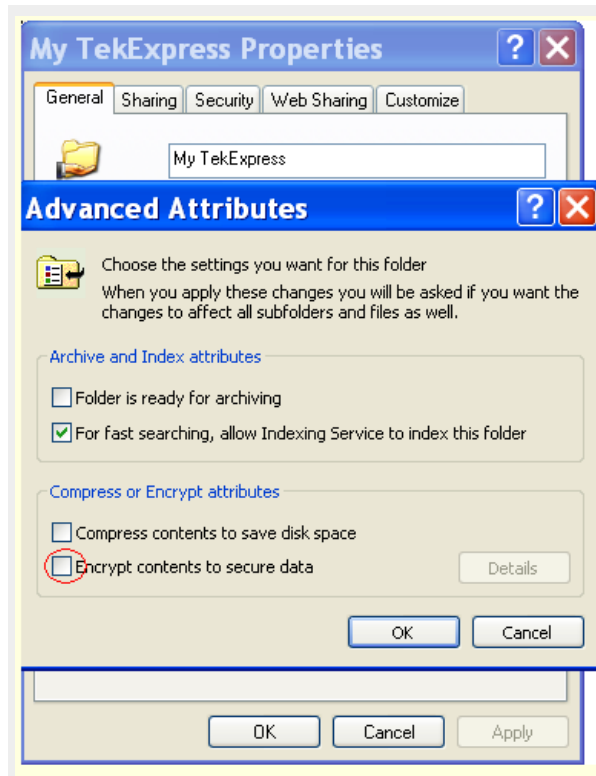 My TekExpress Properties
General Sharing Security Web Sharing Customize
My TekExpress
Advanced Attributes
Choose the settings you want for this folder
When you apply these changes you will be asked if you want the
changes to affect all subfolders and files as well.
Archive and Index attributes
Folder is ready for archiving
For fast searching, allow Indexing Service to index this folder
Compress or Encrypt attributes
Compress contents to save disk space
Encrypt contents to secure data Details
OK Cancel
OK Cancel Apply